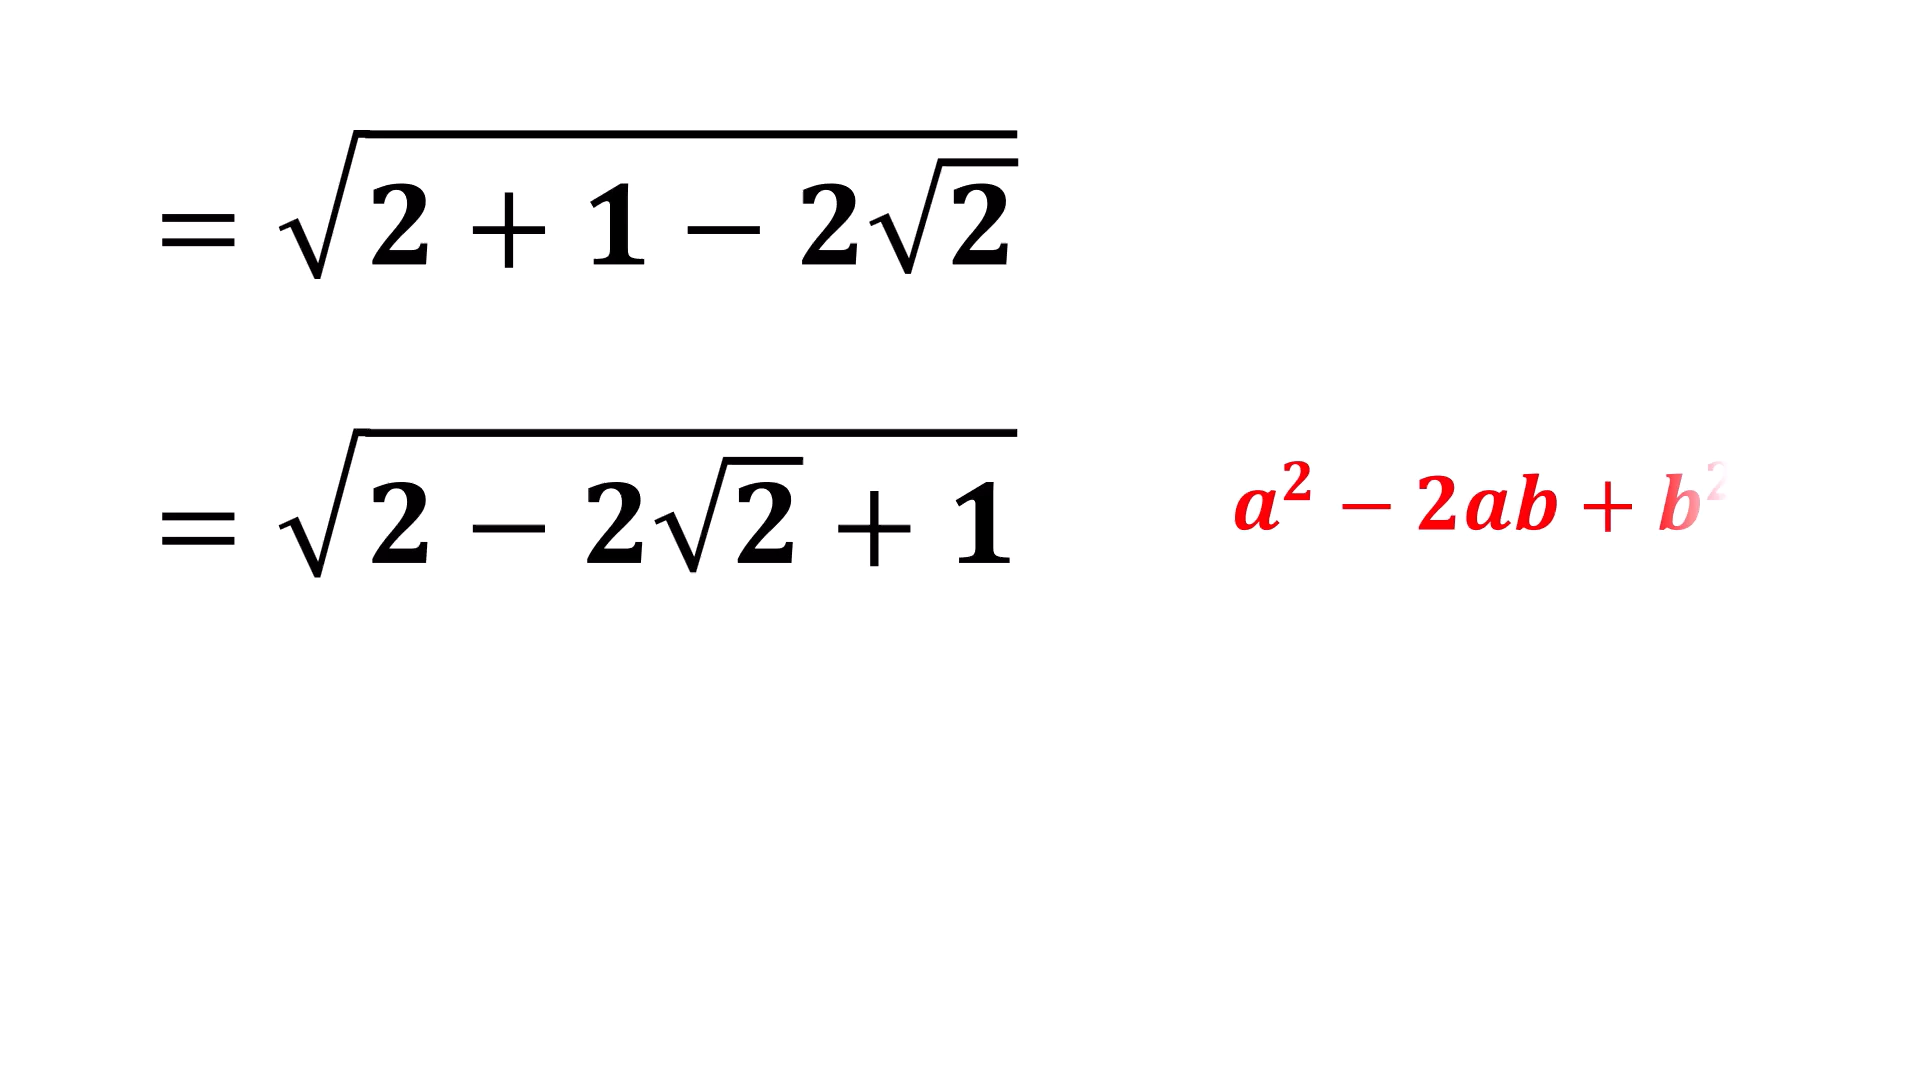 = √(2 + 1 − 2√2)
= √(2 − 2√2 + 1) a² − 2ab + b²